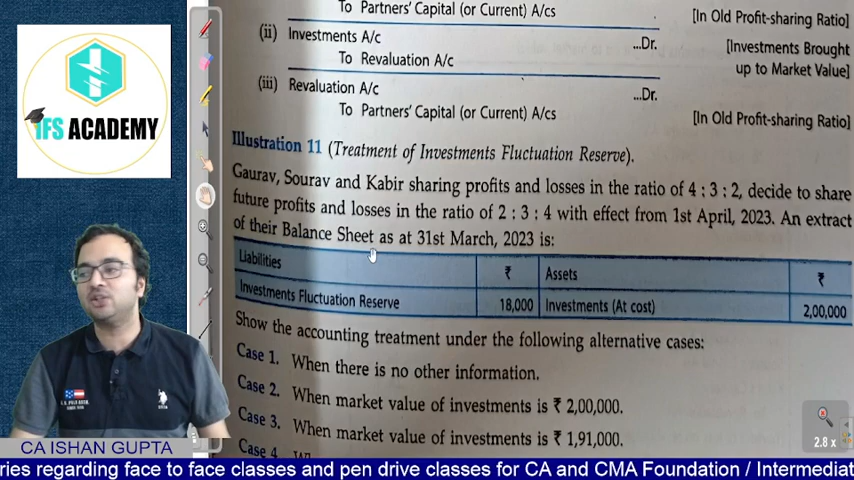 To Partners' Capital (or Current) A/cs
[In Old Profit-sharing Ratio]
(ii) Investments A/c ...Dr.
[Investments Brought
To Revaluation A/c
up to Market Value]
(iii) Revaluation A/c ...Dr.
To Partners' Capital (or Current) A/cs
[In Old Profit-sharing Ratio]
IFS ACADEMY
Illustration 11 (Treatment of Investments Fluctuation Reserve).
Gaurav, Sourav and Kabir sharing profits and losses in the ratio of 4 : 3 : 2, decide to share
future profits and losses in the ratio of 2 : 3 : 4 with effect from 1st April, 2023. An extract
of their Balance Sheet as at 31st March, 2023 is:
Liabilities ₹ Assets ₹
Investments Fluctuation Reserve 18,000 Investments (At cost) 2,00,000
Show the accounting treatment under the following alternative cases:
Case 1. When there is no other information.
Case 2. When market value of investments is ₹ 2,00,000.
Case 3. When market value of investments is ₹ 1,91,000.
Case 4.
2.8 x
CA ISHAN GUPTA
ries regarding face to face classes and pen drive classes for CA and CMA Foundation / Intermediat